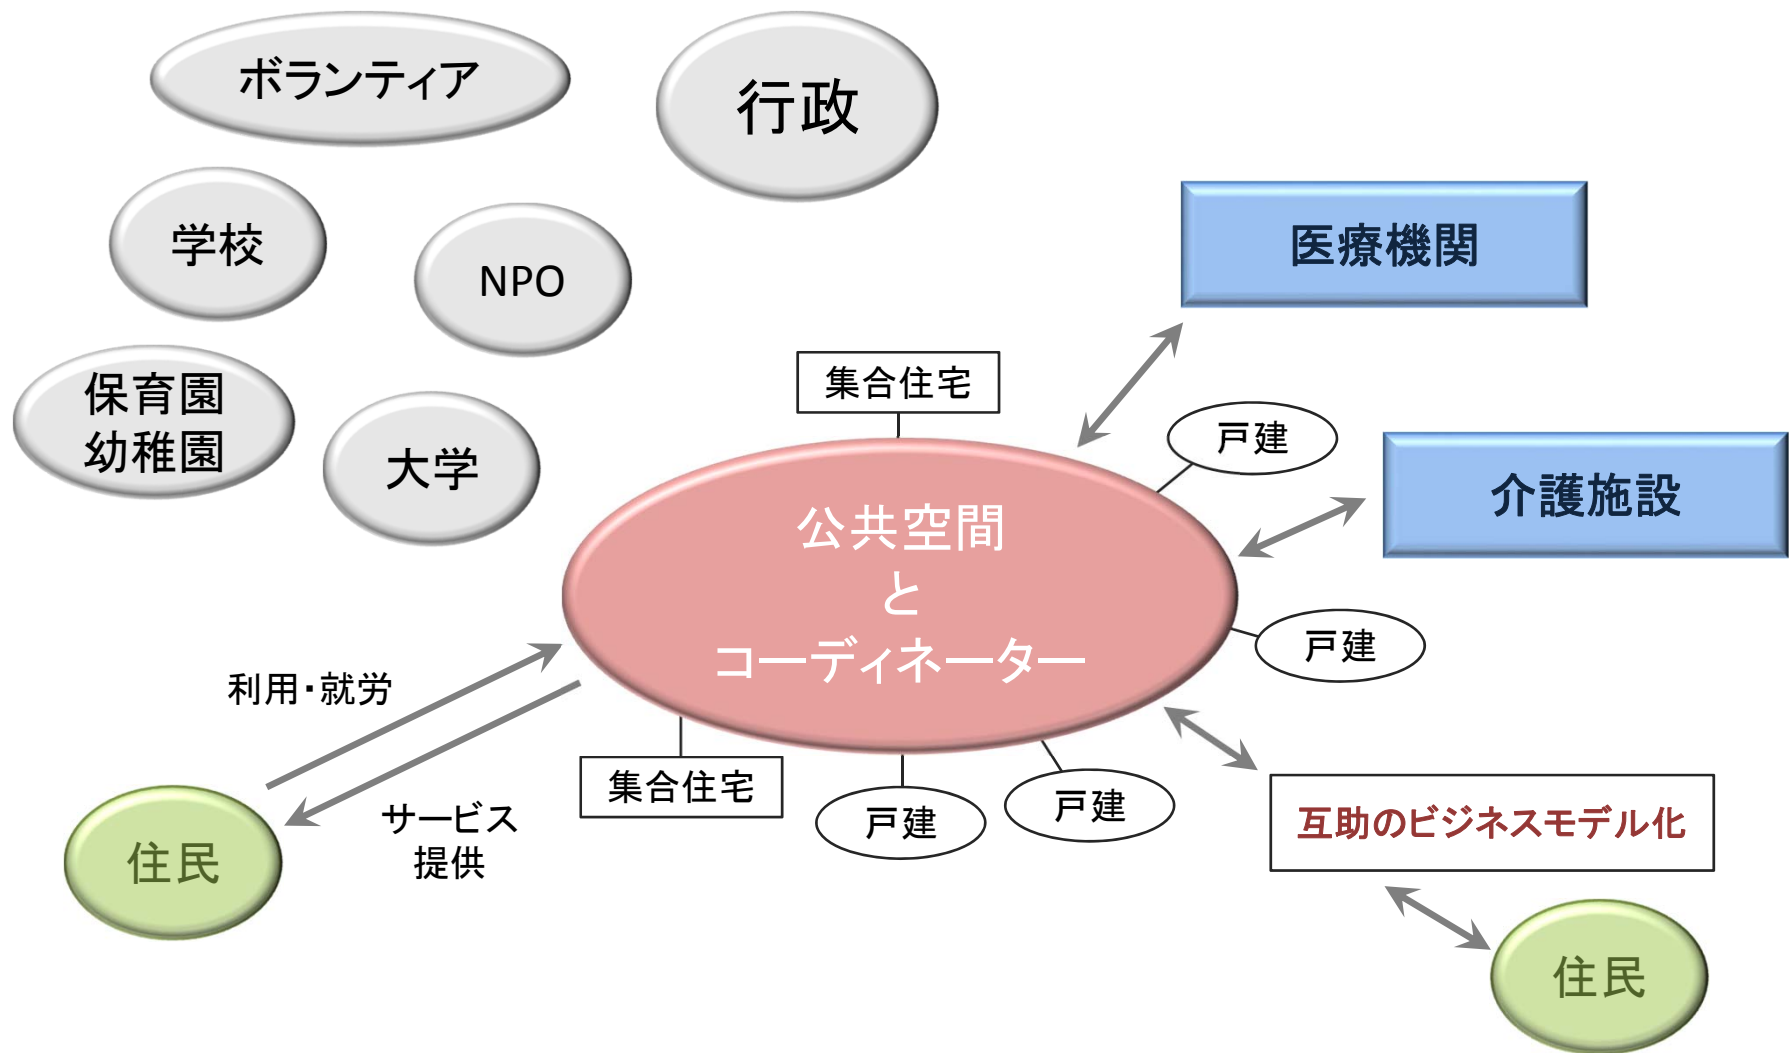 ボランティア
行政
学校
NPO
医療機関
保育園
幼稚園
大学
集合住宅
戸建
介護施設
公共空間
と
コーディネーター
戸建
利用・就労
サービス
提供
集合住宅
戸建
戸建
互助のビジネスモデル化
住民
住民